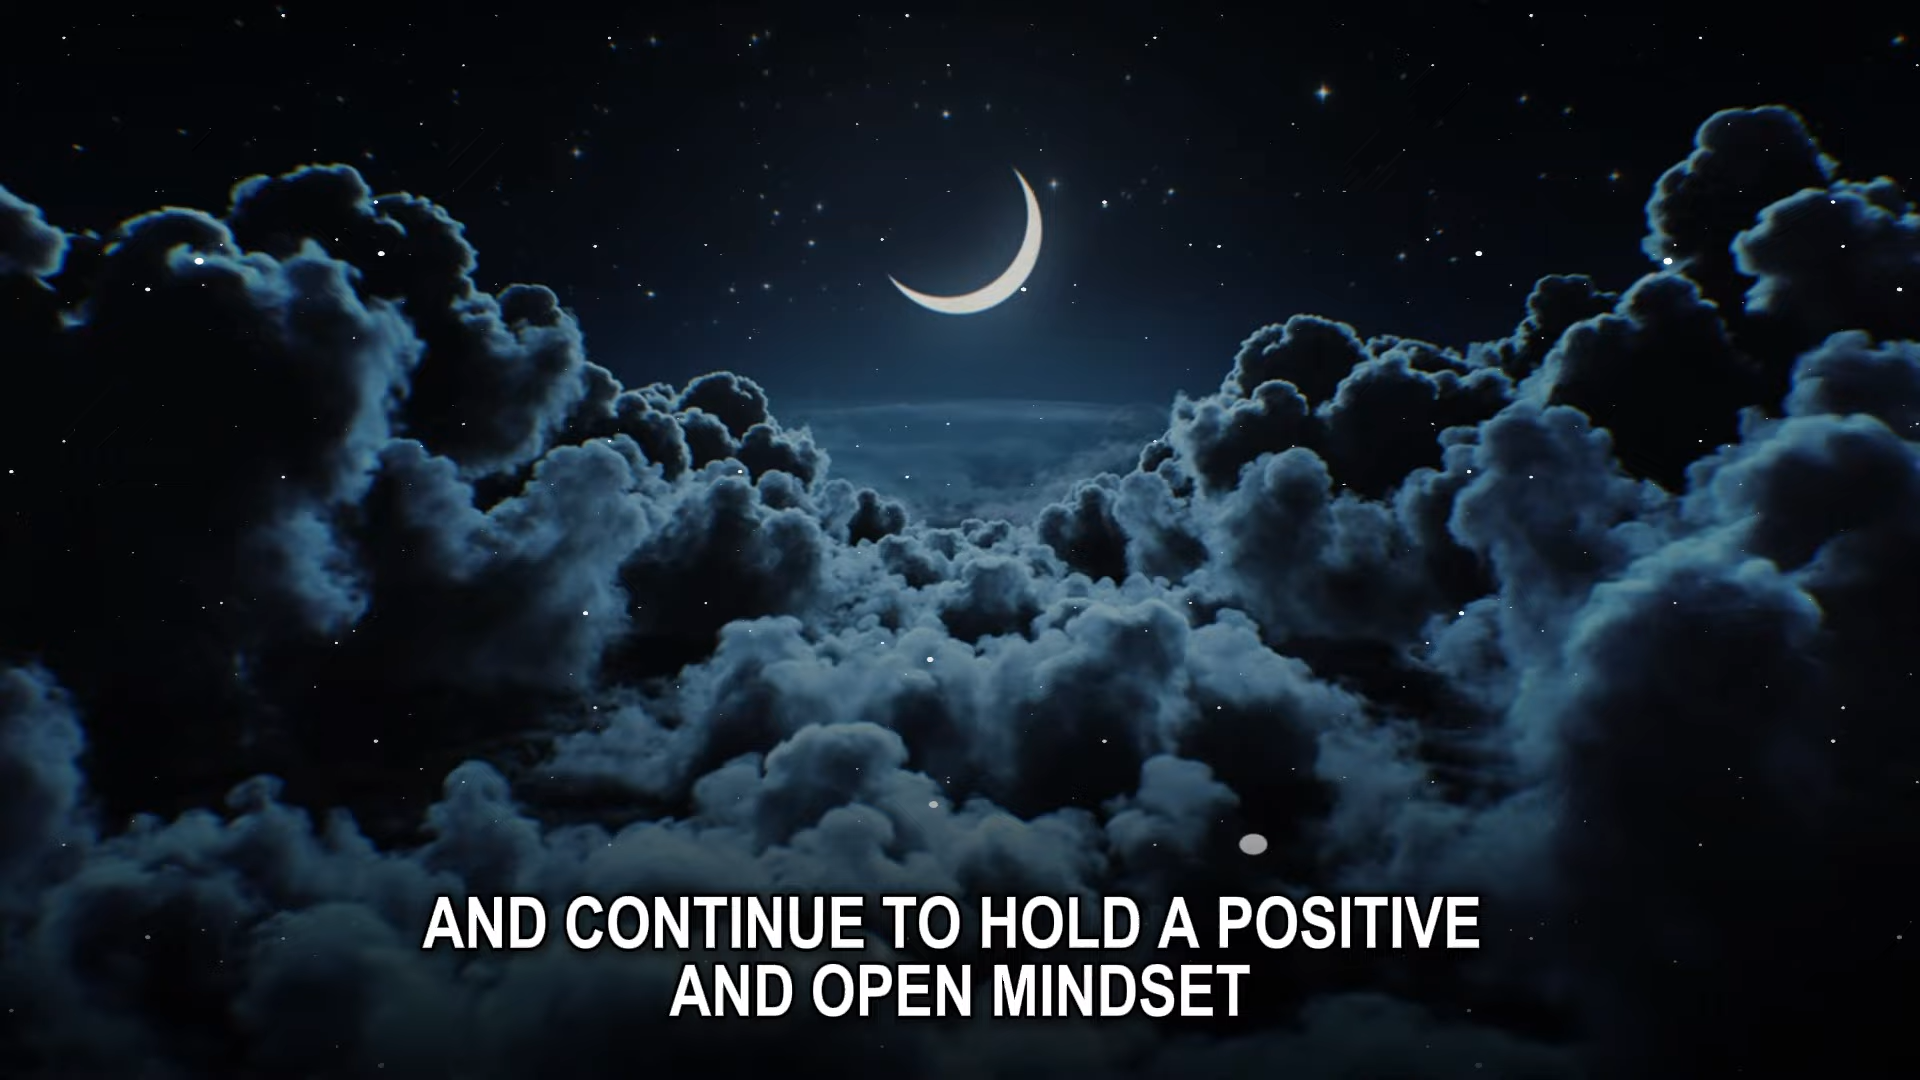 AND CONTINUE TO HOLD A POSITIVE
AND OPEN MINDSET